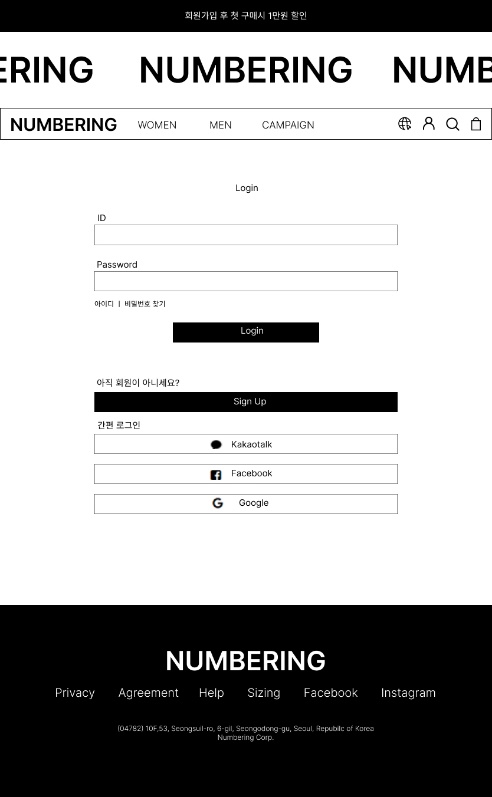 회원가입 후 첫 구매시 1만원 할인
ERING NUMBERING NUMB
NUMBERING WOMEN MEN CAMPAIGN
Login
ID
Password
아이디 | 비밀번호 찾기
Login
아직 회원이 아니세요?
Sign Up
간편 로그인
Kakaotalk
Facebook
Google
NUMBERING
Privacy Agreement Help Sizing Facebook Instagram
(04782) 10F,53, Seongsuil-ro, 6-gil, Seongodong-gu, Seoul, Republc of Korea
Numbering Corp.